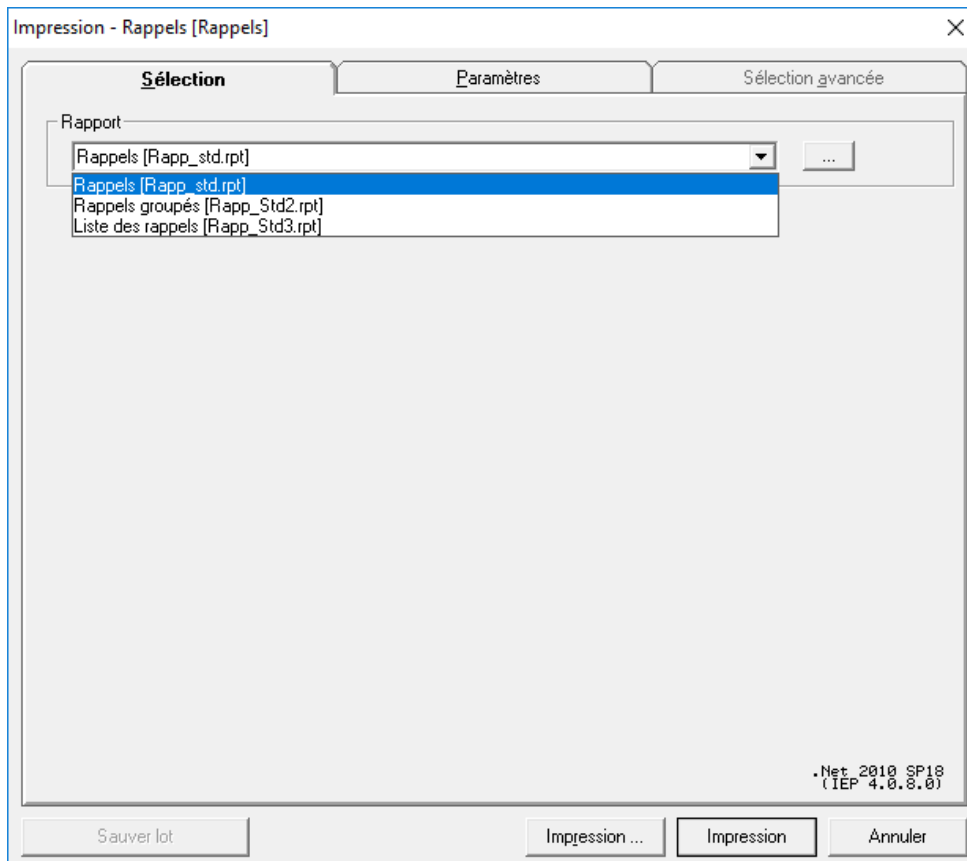 Impression - Rappels [Rappels]
Sélection Paramètres Sélection avancée
Rapport
Rappels [Rapp_std.rpt] ...
Rappels [Rapp_std.rpt]
Rappels groupés [Rapp_Std2.rpt]
Liste des rappels [Rapp_Std3.rpt]
.Net 2010 SP18
(IEP 4.0.8.0)
Sauver lot Impression ... Impression Annuler